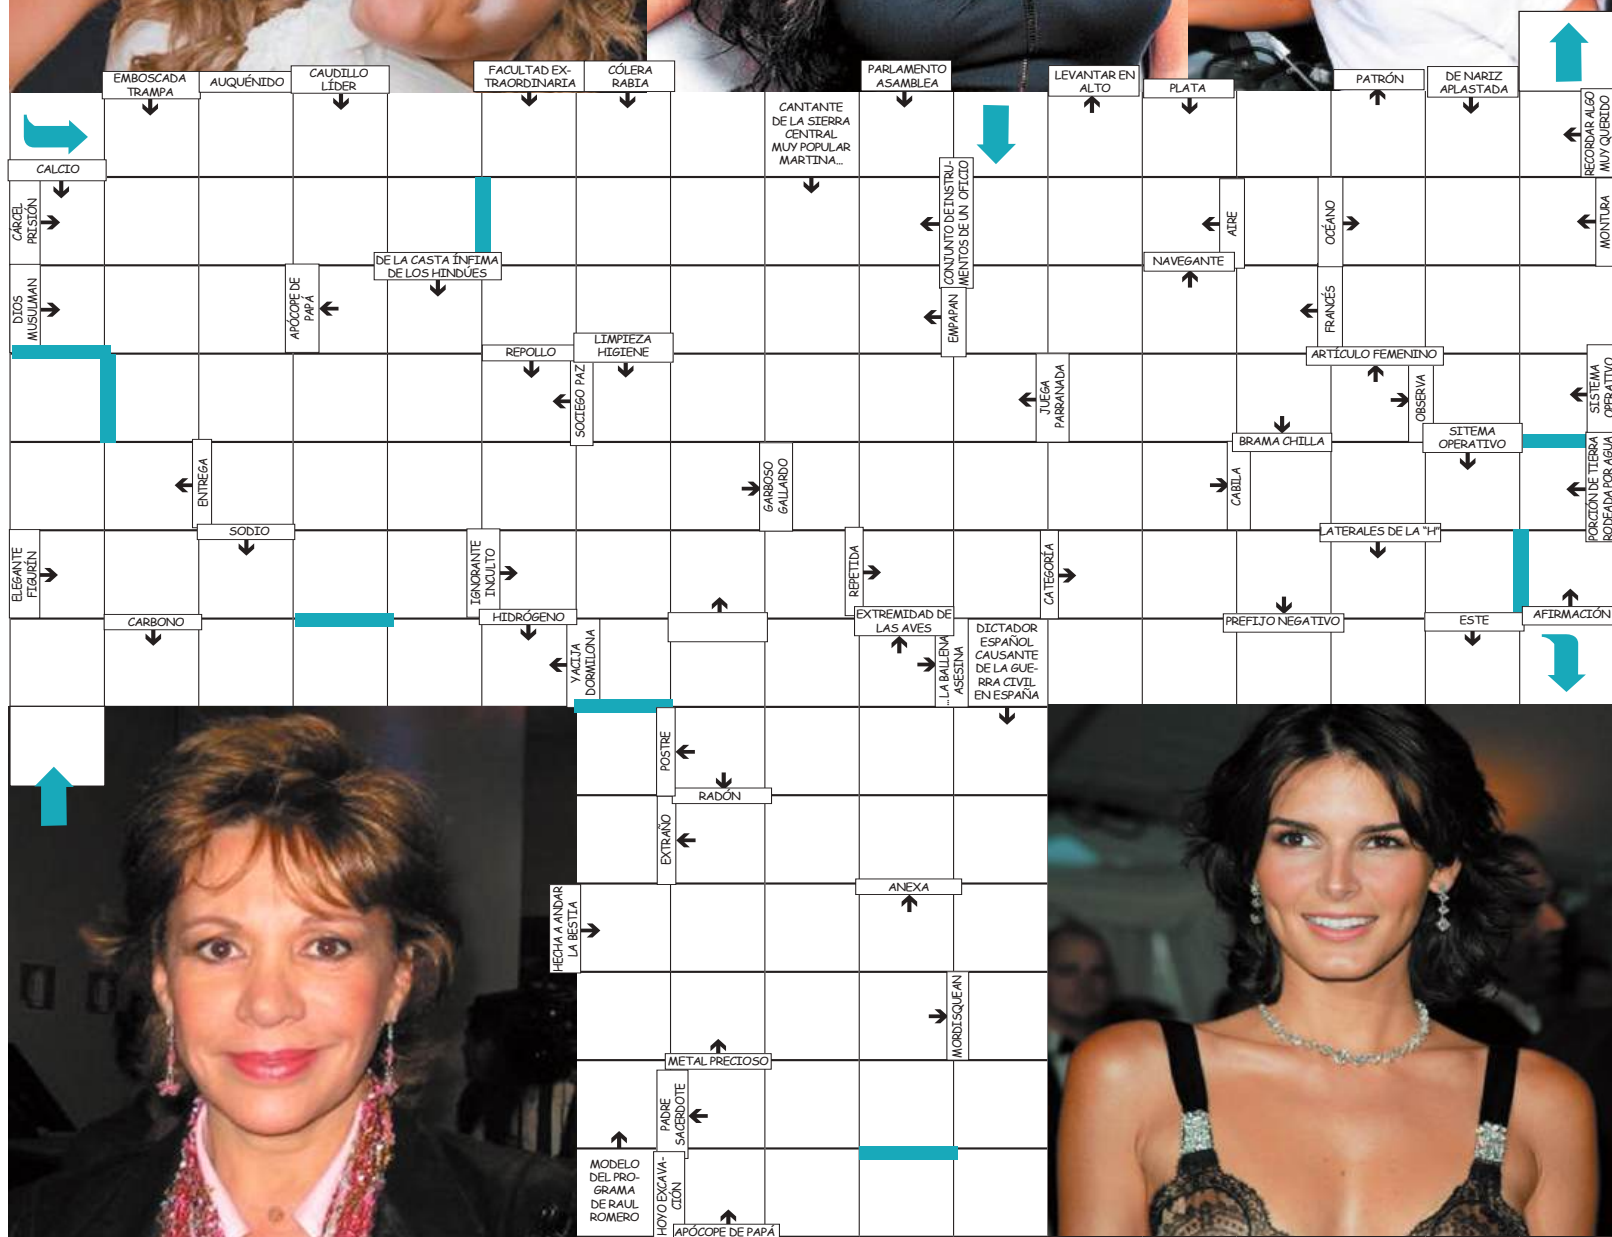 EMBOSCADA
TRAMPA
AUQUÉNIDO
CAUDILLO
LÍDER
FACULTAD EX-
TRAORDINARIA
CÓLERA
RABIA
PARLAMENTO
ASAMBLEA
LEVANTAR EN
ALTO
PLATA
PATRÓN
DE NARIZ
APLASTADA
CANTANTE
DE LA SIERRA
CENTRAL
MUY POPULAR
MARTINA...
RECORDAR ALGO
MUY QUERIDO
CALCIO
CÁRCEL
PRISIÓN
CONJUNTO DE INSTRU-
MENTOS DE UN OFICIO
AIRE
OCÉANO
MONTURA
DE LA CASTA ÍNFIMA
DE LOS HINDÚES
NAVEGANTE
DIOS
MUSULMAN
APÓCOPE DE
PAPÁ
EMPAPAN
FRANCÉS
REPOLLO
LIMPIEZA
HIGIENE
ARTÍCULO FEMENINO
SOCIEGO PAZ
JUEGA
PARRANADA
OBSERVA
SISTEMA
OPERATIVO
BRAMA CHILLA
SITEMA
OPERATIVO
ENTREGA
GARBOSO
GALLARDO
CABILA
PORCIÓN DE TIERRA
RODEADA POR AGUA
SODIO
LATERALES DE LA "H"
ELEGANTE
FIGURÍN
IGNORANTE
INCULTO
REPETIDA
CATEGORÍA
CARBONO
HIDRÓGENO
EXTREMIDAD DE
LAS AVES
PREFIJO NEGATIVO
ESTE
AFIRMACIÓN
YACIJA
DORMILONA
...LA BALLENA
ASESINA
DICTADOR
ESPAÑOL
CAUSANTE
DE LA GUE-
RRA CIVIL
EN ESPAÑA
POSTRE
RADÓN
EXTRAÑO
ANEXA
HECHA A ANDAR
LA BESTIA
MORDISQUEAN
METAL PRECIOSO
PADRE
SACERDOTE
MODELO
DEL PRO-
GRAMA
DE RAUL
ROMERO
HOYO EXCAVA-
CIÓN
APÓCOPE DE PAPÁ